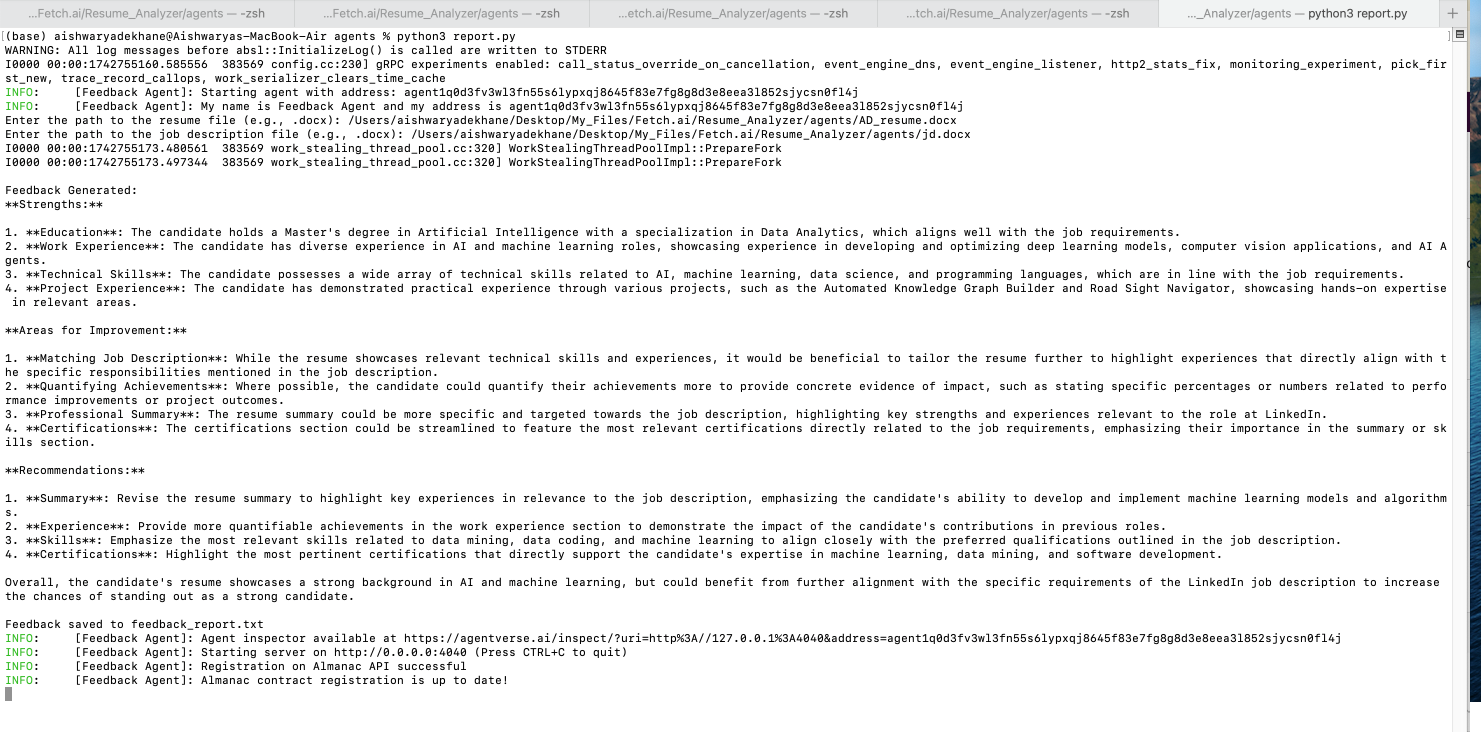 ...Fetch.ai/Resume_Analyzer/agents — -zsh
...Fetch.ai/Resume_Analyzer/agents — -zsh
...etch.ai/Resume_Analyzer/agents — -zsh
...tch.ai/Resume_Analyzer/agents — -zsh
..._Analyzer/agents — python3 report.py
+
[(base) aishwaryadekhane@Aishwaryas-MacBook-Air agents % python3 report.py ]
WARNING: All log messages before absl::InitializeLog() is called are written to STDERR
I0000 00:00:1742755160.585556  383569 config.cc:230] gRPC experiments enabled: call_status_override_on_cancellation, event_engine_dns, event_engine_listener, http2_stats_fix, monitoring_experiment, pick_fir
st_new, trace_record_callops, work_serializer_clears_time_cache
INFO:     [Feedback Agent]: Starting agent with address: agent1q0d3fv3wl3fn55s6lypxqj8645f83e7fg8g8d3e8eea3l852sjycsn0fl4j
INFO:     [Feedback Agent]: My name is Feedback Agent and my address is agent1q0d3fv3wl3fn55s6lypxqj8645f83e7fg8g8d3e8eea3l852sjycsn0fl4j
Enter the path to the resume file (e.g., .docx): /Users/aishwaryadekhane/Desktop/My_Files/Fetch.ai/Resume_Analyzer/agents/AD_resume.docx
Enter the path to the job description file (e.g., .docx): /Users/aishwaryadekhane/Desktop/My_Files/Fetch.ai/Resume_Analyzer/agents/jd.docx
I0000 00:00:1742755173.480561  383569 work_stealing_thread_pool.cc:320] WorkStealingThreadPoolImpl::PrepareFork
I0000 00:00:1742755173.497344  383569 work_stealing_thread_pool.cc:320] WorkStealingThreadPoolImpl::PrepareFork
Feedback Generated:
**Strengths:**
1. **Education**: The candidate holds a Master's degree in Artificial Intelligence with a specialization in Data Analytics, which aligns well with the job requirements.
2. **Work Experience**: The candidate has diverse experience in AI and machine learning roles, showcasing experience in developing and optimizing deep learning models, computer vision applications, and AI A
gents.
3. **Technical Skills**: The candidate possesses a wide array of technical skills related to AI, machine learning, data science, and programming languages, which are in line with the job requirements.
4. **Project Experience**: The candidate has demonstrated practical experience through various projects, such as the Automated Knowledge Graph Builder and Road Sight Navigator, showcasing hands-on expertise
 in relevant areas.
**Areas for Improvement:**
1. **Matching Job Description**: While the resume showcases relevant technical skills and experiences, it would be beneficial to tailor the resume further to highlight experiences that directly align with t
he specific responsibilities mentioned in the job description.
2. **Quantifying Achievements**: Where possible, the candidate could quantify their achievements more to provide concrete evidence of impact, such as stating specific percentages or numbers related to perfo
rmance improvements or project outcomes.
3. **Professional Summary**: The resume summary could be more specific and targeted towards the job description, highlighting key strengths and experiences relevant to the role at LinkedIn.
4. **Certifications**: The certifications section could be streamlined to feature the most relevant certifications directly related to the job requirements, emphasizing their importance in the summary or sk
ills section.
**Recommendations:**
1. **Summary**: Revise the resume summary to highlight key experiences in relevance to the job description, emphasizing the candidate's ability to develop and implement machine learning models and algorithm
s.
2. **Experience**: Provide more quantifiable achievements in the work experience section to demonstrate the impact of the candidate's contributions in previous roles.
3. **Skills**: Emphasize the most relevant skills related to data mining, data coding, and machine learning to align closely with the preferred qualifications outlined in the job description.
4. **Certifications**: Highlight the most pertinent certifications that directly support the candidate's expertise in machine learning, data mining, and software development.
Overall, the candidate's resume showcases a strong background in AI and machine learning, but could benefit from further alignment with the specific requirements of the LinkedIn job description to increase
the chances of standing out as a strong candidate.
Feedback saved to feedback_report.txt
INFO:     [Feedback Agent]: Agent inspector available at https://agentverse.ai/inspect/?uri=http%3A//127.0.0.1%3A4040&address=agent1q0d3fv3wl3fn55s6lypxqj8645f83e7fg8g8d3e8eea3l852sjycsn0fl4j
INFO:     [Feedback Agent]: Starting server on http://0.0.0.0:4040 (Press CTRL+C to quit)
INFO:     [Feedback Agent]: Registration on Almanac API successful
INFO:     [Feedback Agent]: Almanac contract registration is up to date!